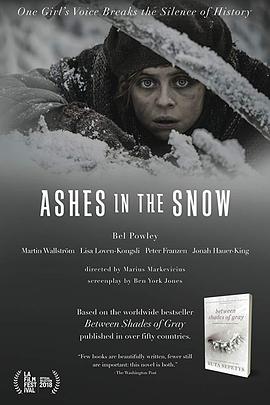 One Girl's Voice Breaks the Silence of History
ASHES IN THE SNOW
Bel Powley
Martin Wallström Lisa Loven-Kongsli Peter Franzen Jonah Hauer-King
directed by Marius Markevicius
screenplay by Ben York Jones
Based on the worldwide bestseller
Between Shades of Gray
published in over fifty countries.
"Few books are beautifully written, fewer still
are important; this novel is both."
—The Washington Post
between
shades of gray
RUTA SEPETYS
LA
FILM
FEST
IVAL
2018